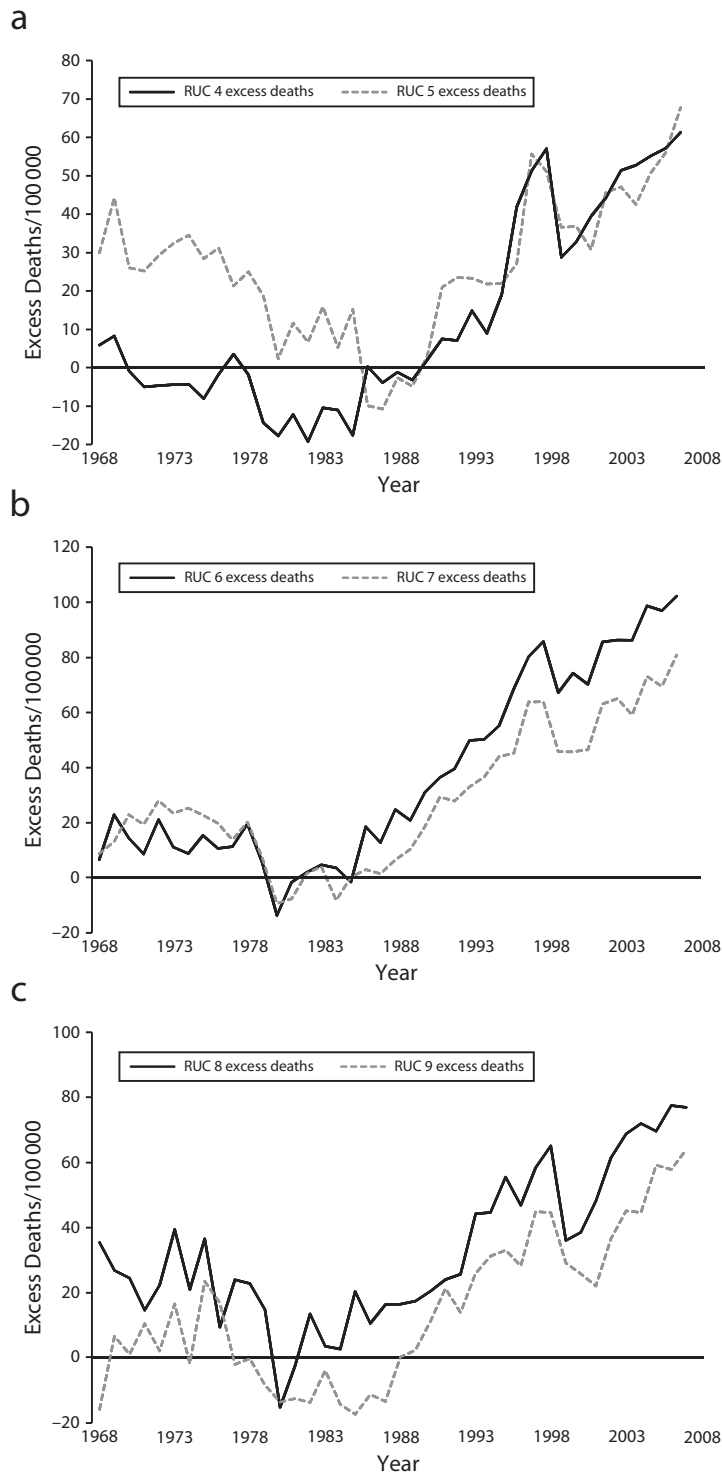 a
80
RUC 4 excess deaths RUC 5 excess deaths
70
60
50
40
30
20
10
0
–10
–20
Excess Deaths/100 000
1968 1973 1978 1983 1988 1993 1998 2003 2008
Year
b
120
RUC 6 excess deaths RUC 7 excess deaths
100
80
60
40
20
0
–20
Excess Deaths/100 000
1968 1973 1978 1983 1988 1993 1998 2003 2008
Year
c
100
RUC 8 excess deaths RUC 9 excess deaths
80
60
40
20
0
–20
Excess Deaths/100 000
1968 1973 1978 1983 1988 1993 1998 2003 2008
Year